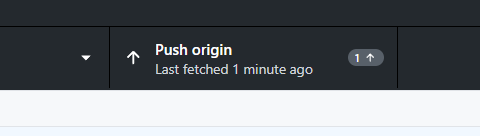 Push origin
Last fetched 1 minute ago
1